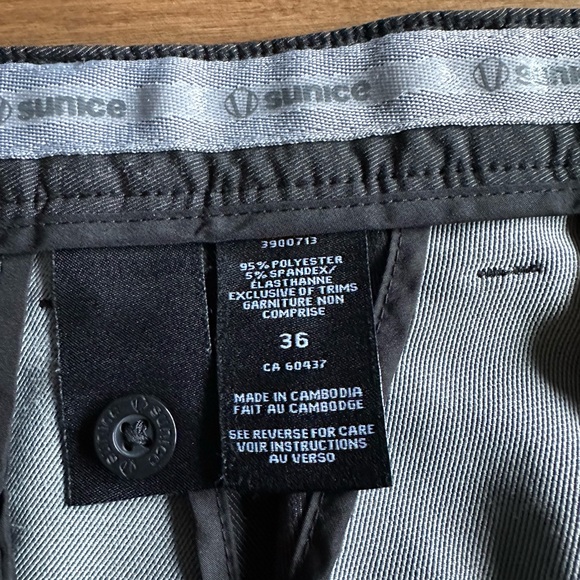 sunice
sunice
sun
3900713
95% POLYESTER
5% SPANDEX/
ÉLASTHANNE
EXCLUSIVE OF TRIMS
GARNITURE NON
COMPRISE
36
CA 60437
MADE IN CAMBODIA
FAIT AU CAMBODGE
SEE REVERSE FOR CARE
VOIR INSTRUCTIONS
AU VERSO
SUNICE